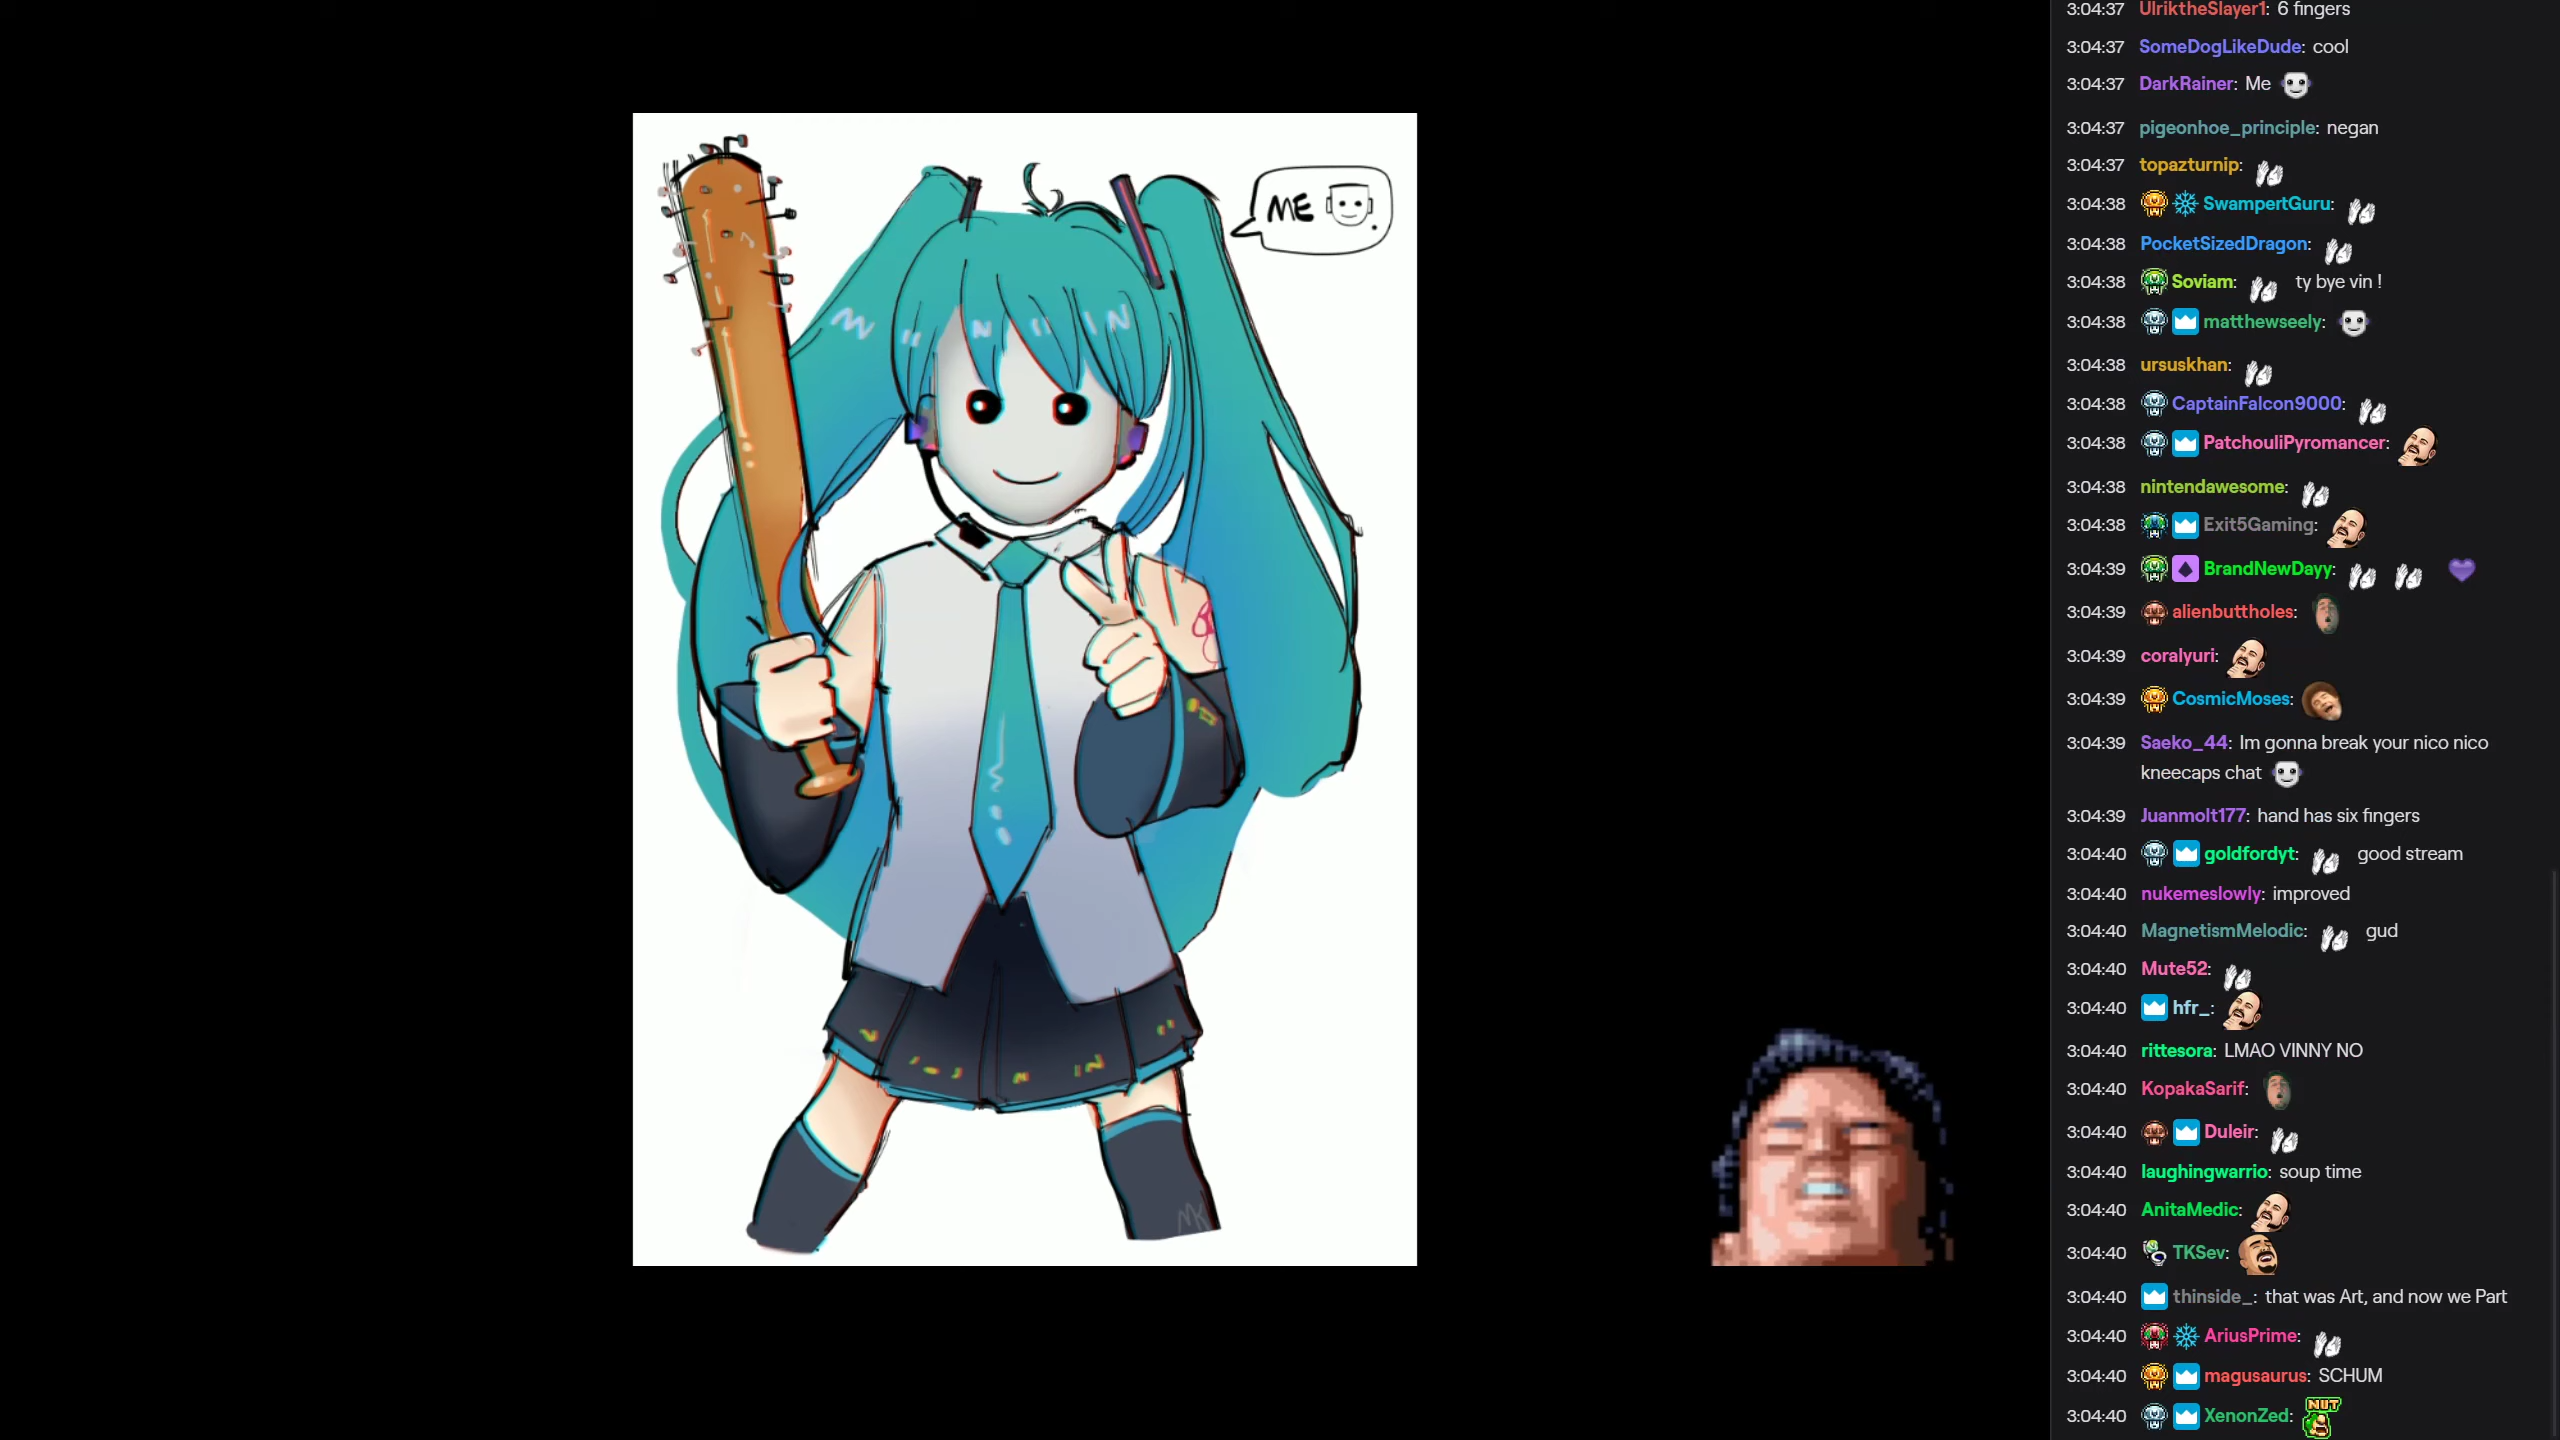 ME
MK
3:04:37 UlriktheSlayer1: 6 fingers
3:04:37 SomeDogLikeDude: cool
3:04:37 DarkRainer: Me
3:04:37 pigeonhoe_principle: negan
3:04:37 topazturnip:
3:04:38 SwampertGuru:
3:04:38 PocketSizedDragon:
3:04:38 Soviam: ty bye vin !
3:04:38 matthewseely:
3:04:38 ursuskhan:
3:04:38 CaptainFalcon9000:
3:04:38 PatchouliPyromancer:
3:04:38 nintendawesome:
3:04:38 Exit5Gaming:
3:04:39 BrandNewDayy:
3:04:39 alienbuttholes:
3:04:39 coralyuri:
3:04:39 CosmicMoses:
3:04:39 Saeko_44: Im gonna break your nico nico
kneecaps chat
3:04:39 Juanmolt177: hand has six fingers
3:04:40 goldfordyt: good stream
3:04:40 nukemeslowly: improved
3:04:40 MagnetismMelodic: gud
3:04:40 Mute52:
3:04:40 hfr_:
3:04:40 rittesora: LMAO VINNY NO
3:04:40 KopakaSarif:
3:04:40 Duleir:
3:04:40 laughingwarrio: soup time
3:04:40 AnitaMedic:
3:04:40 TKSev:
3:04:40 thinside_: that was Art, and now we Part
3:04:40 AriusPrime:
3:04:40 magusaurus: SCHUM
3:04:40 XenonZed: NUT